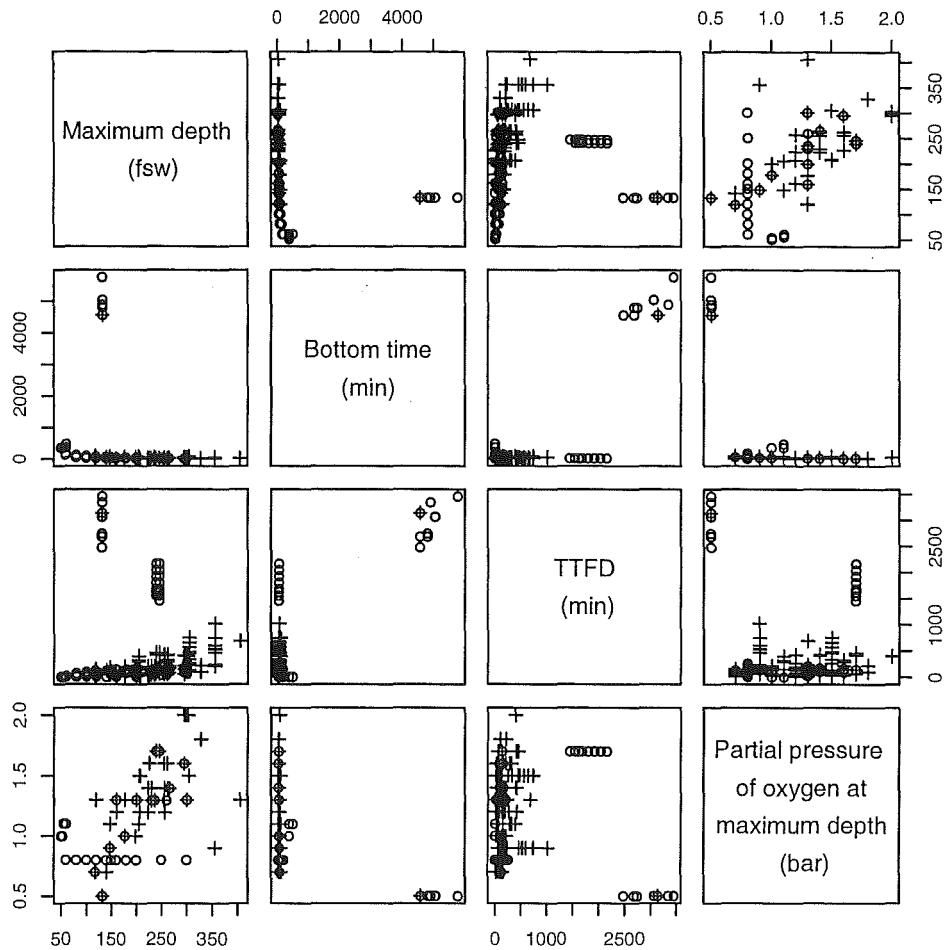 0 2000 4000
0.5 1.0 1.5 2.0
Maximum depth
(fsw)
50 150 250 350
0 2000 4000
Bottom time
(min)
TTFD
(min)
0 1000 2500
0.5 1.0 1.5 2.0
Partial pressure
of oxygen at
maximum depth
(bar)
50 150 250 350
0 1000 2500